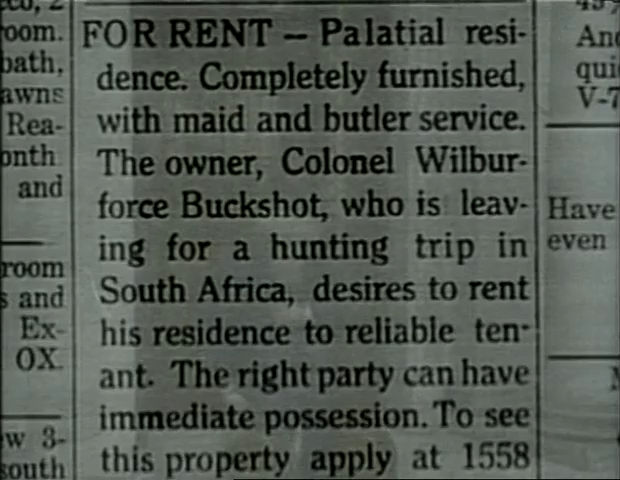 FOR RENT — Palatial resi-
dence. Completely furnished,
with maid and butler service.
The owner, Colonel Wilbur-
force Buckshot, who is leav-
ing for a hunting trip in
South Africa, desires to rent
his residence to reliable ten-
ant. The right party can have
immediate possession. To see
this property apply at 1558
oom.
bath,
awns
Rea-
onth
and
room
s and
Ex-
OX
w 3-
south
And
qui
V-7
Have
even